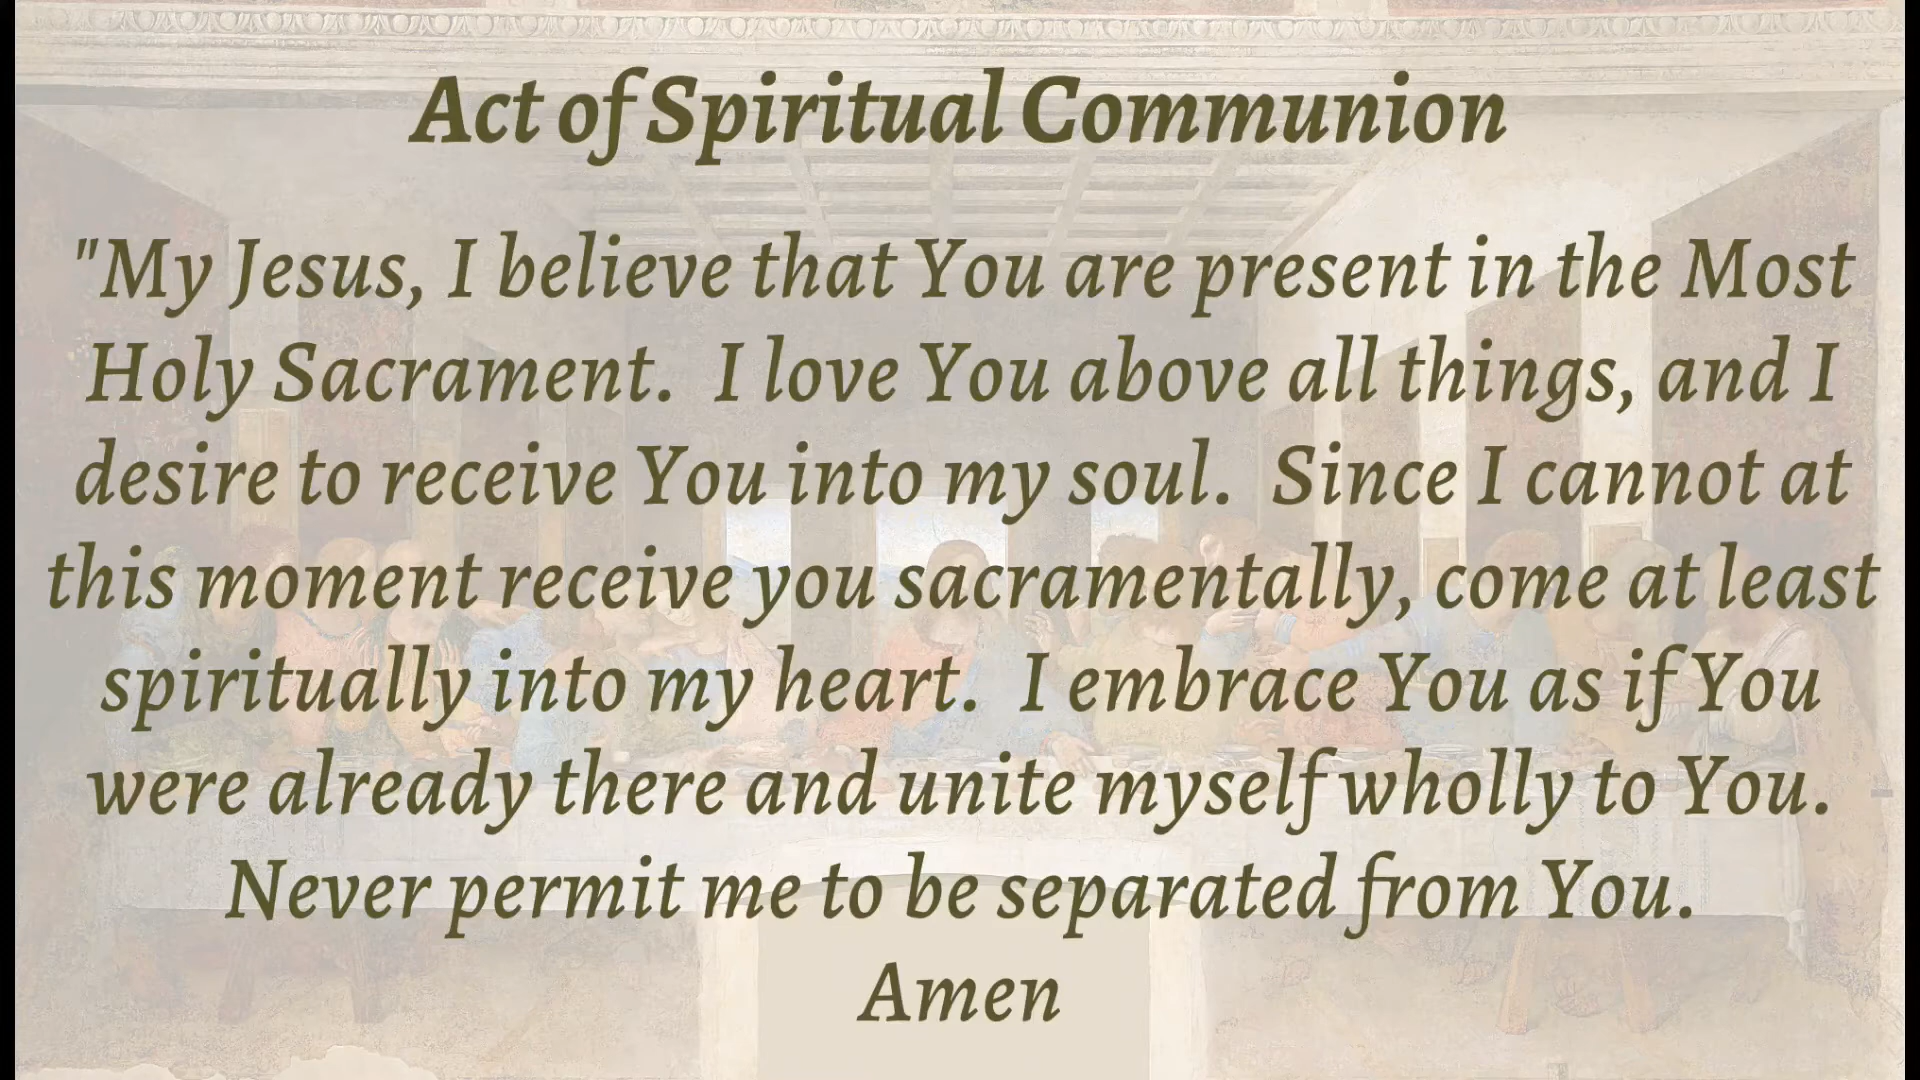 Act of Spiritual Communion
"My Jesus, I believe that You are present in the Most
Holy Sacrament.  I love You above all things, and I
desire to receive You into my soul.  Since I cannot at
this moment receive you sacramentally, come at least
spiritually into my heart.  I embrace You as if You
were already there and unite myself wholly to You.
Never permit me to be separated from You.
Amen